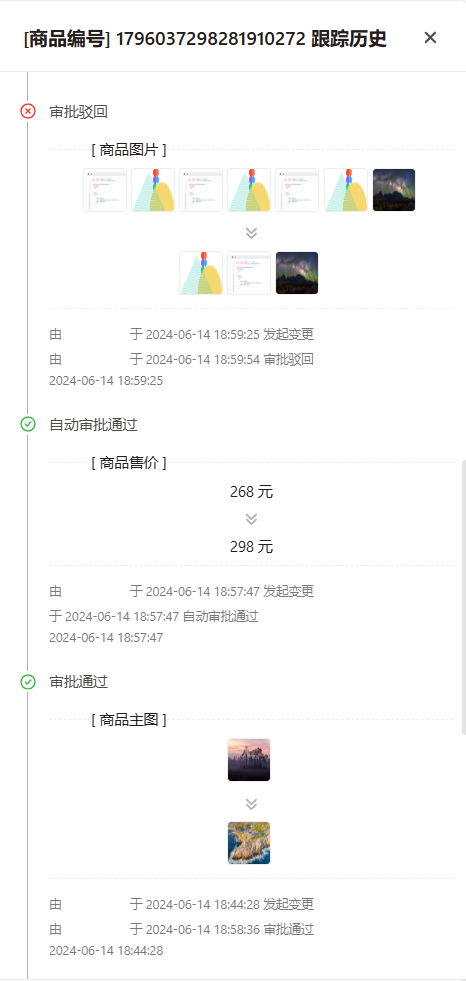 [商品编号] 1796037298281910272 跟踪历史
审批驳回
[ 商品图片 ]
由 于 2024-06-14 18:59:25 发起变更
由 于 2024-06-14 18:59:54 审批驳回
2024-06-14 18:59:25
自动审批通过
[ 商品售价 ]
268 元
298 元
由 于 2024-06-14 18:57:47 发起变更
于 2024-06-14 18:57:47 自动审批通过
2024-06-14 18:57:47
审批通过
[ 商品主图 ]
由 于 2024-06-14 18:44:28 发起变更
由 于 2024-06-14 18:58:36 审批通过
2024-06-14 18:44:28